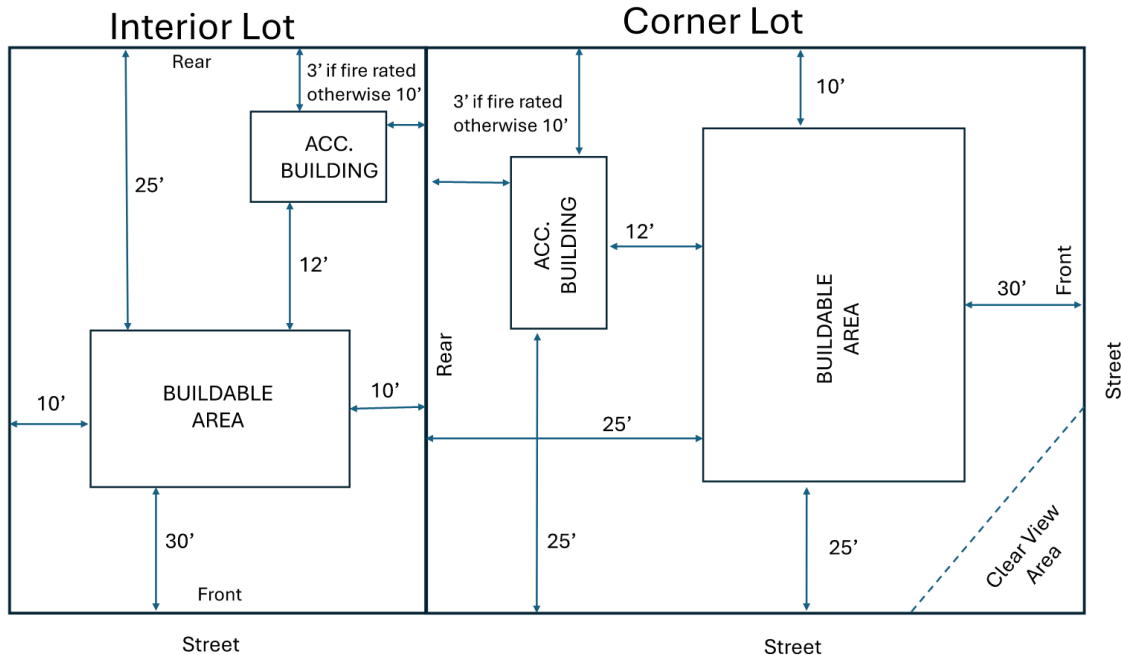 Interior Lot
Corner Lot
Rear
3’ if fire rated
otherwise 10’
ACC.
BUILDING
25’
12’
BUILDABLE
AREA
10’
10’
30’
Front
Street
10’
3’ if fire rated
otherwise 10’
ACC.
BUILDING
12’
BUILDABLE
AREA
30’
Front
Street
Rear
25’
25’
25’
Clear View
Area
Street